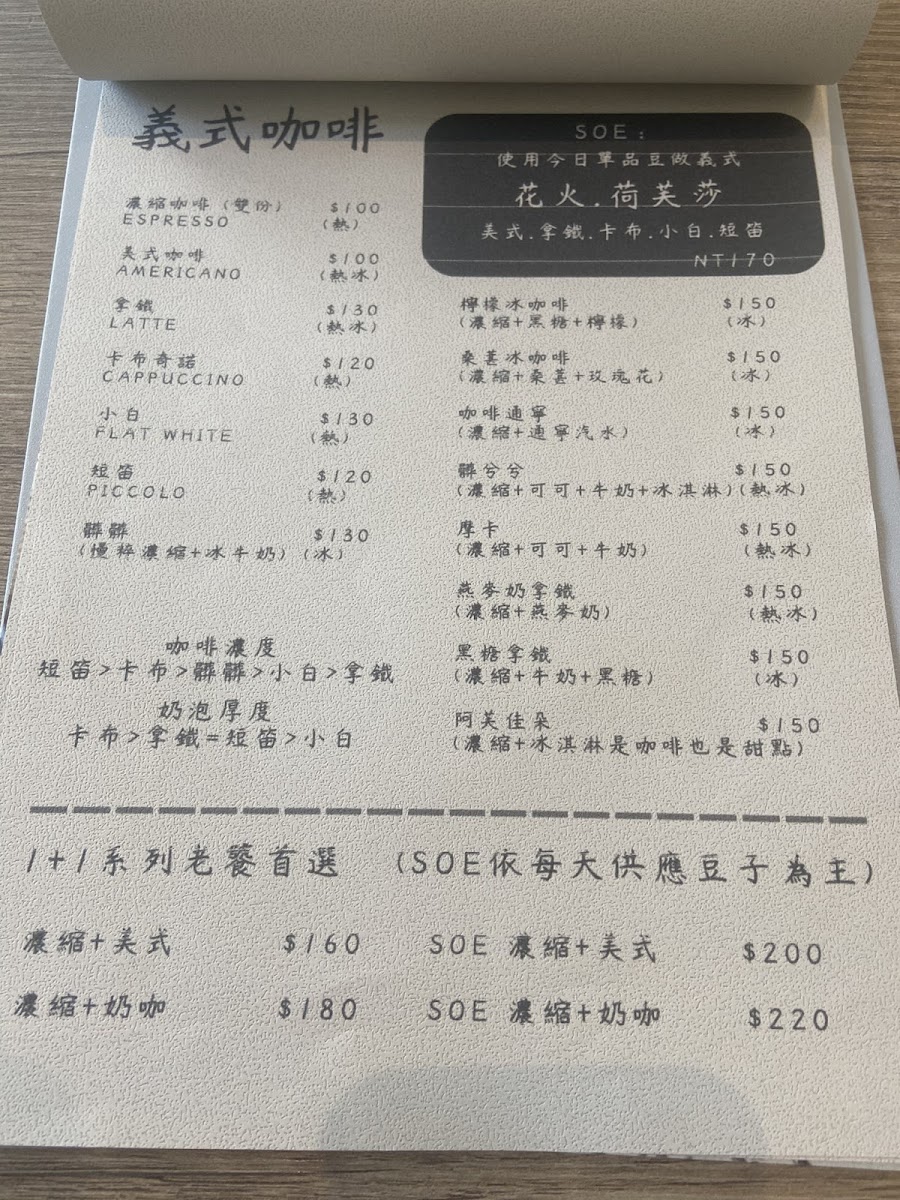 義式咖啡
濃縮咖啡 (雙份) $100
ESPRESSO (熱)
美式咖啡 $100
AMERICANO (熱冰)
拿鐵 $130
LATTE (熱冰)
卡布奇諾 $120
CAPPUCCINO (熱)
小白 $130
FLAT WHITE (熱)
短笛 $120
PICCOLO (熱)
髒髒 $130
(慢粹濃縮+冰牛奶) (冰)
咖啡濃度
短笛>卡布>髒髒>小白>拿鐵
奶泡厚度
卡布>拿鐵=短笛>小白
SOE:
使用今日單品豆做義式
花火.荷芙莎
美式.拿鐵.卡布.小白.短笛
NT170
檸檬冰咖啡 $150
(濃縮+黑糖+檸檬) (冰)
桑葚冰咖啡 $150
(濃縮+桑葚+玫瑰花) (冰)
咖啡通寧 $150
(濃縮+通寧汽水) (冰)
髒兮兮 $150
(濃縮+可可+牛奶+冰淇淋) (熱冰)
摩卡 $150
(濃縮+可可+牛奶) (熱冰)
燕麥奶拿鐵 $150
(濃縮+燕麥奶) (熱冰)
黑糖拿鐵 $150
(濃縮+牛奶+黑糖) (冰)
阿芙佳朵 $150
(濃縮+冰淇淋是咖啡也是甜點)
1+1系列老饕首選 (SOE依每天供應豆子為主)
濃縮+美式 $160 SOE 濃縮+美式 $200
濃縮+奶咖 $180 SOE 濃縮+奶咖 $220